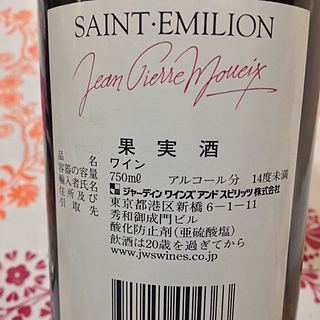 SAINT·EMILION
Jean Pierre Moueix
果実酒
品名 ワイン
容器の容量 750ml アルコール分 14度未満
輸入者氏名及び住所 ジャーディン ワインズ アンド スピリッツ 株式会社
引取先 東京都港区新橋6-1-11
秀和御成門ビル
酸化防止剤(亜硫酸塩)
飲酒は20歳を過ぎてから
www.jwswines.co.jp